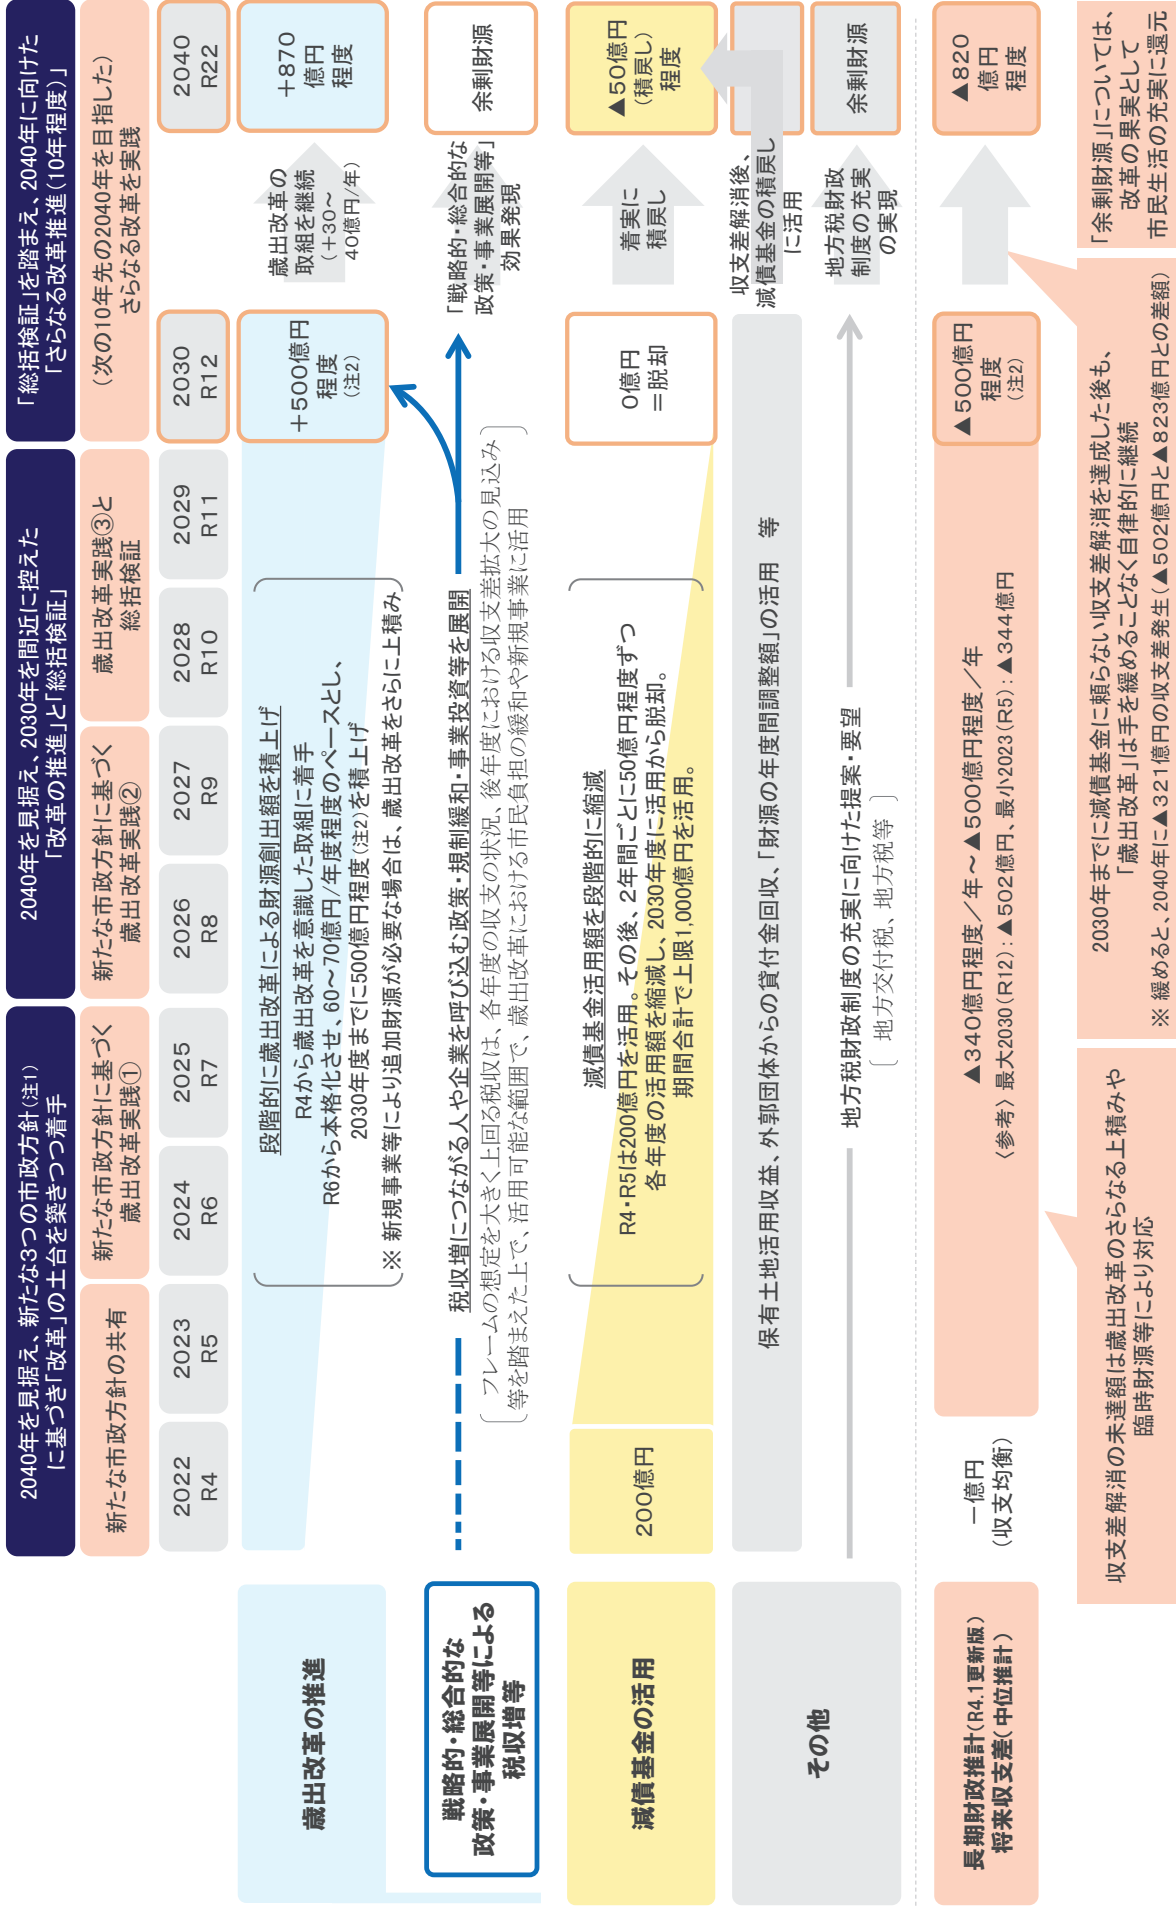 2040年を見据え、新たな3つの市政方針(注1)
に基づき「改革」の土台を築きつつ着手
2040年を見据え、2030年を間近に控えた
「改革の推進」と「総括検証」
「総括検証」を踏まえ、2040年に向けた
「さらなる改革推進(10年程度)」
新たな市政方針の共有
新たな市政方針に基づく
歳出改革実践①
新たな市政方針に基づく
歳出改革実践②
歳出改革実践③と
総括検証
(次の10年先の2040年を目指した)
さらなる改革を実践
2022
R4
2023
R5
2024
R6
2025
R7
2026
R8
2027
R9
2028
R10
2029
R11
2030
R12
2040
R22
歳出改革の推進
段階的に歳出改革による財源創出額を積上げ
R4から歳出改革を意識した取組に着手
R6から本格化させ、60~70億円/年度程度のペースとし、
2030年度までに500億円程度(注2)を積上げ
※ 新規事業等により追加財源が必要な場合は、歳出改革をさらに上積み
+500億円
程度
(注2)
歳出改革の
取組を継続
(+30~
40億円/年)
+870
億円
程度
戦略的・総合的な
政策・事業展開等による
税収増等
税収増につながる人や企業を呼び込む政策・規制緩和・事業投資等を展開
フレームの想定を大きく上回る税収は、各年度の収支の状況、後年度における収支差拡大の見込み
等を踏まえた上で、活用可能な範囲で、歳出改革における市民負担の緩和や新規事業に活用
「戦略的・総合的な
政策・事業展開等」
効果発現
余剰財源
減債基金の活用
200億円
減債基金活用額を段階的に縮減
R4・R5は200億円を活用。その後、2年間ごとに50億円程度ずつ
各年度の活用額を縮減し、2030年度に活用から脱却。
期間合計で上限1,000億円を活用。
0億円
=脱却
着実に
積戻し
▲50億円
(積戻し)
程度
その他
保有土地活用収益、外郭団体からの貸付金回収、「財源の年度間調整額」の活用 等
収支差解消後、
減債基金の積戻し
に活用
地方税財政制度の充実に向けた提案・要望
〔 地方交付税、地方税等 〕
地方税財政
制度の充実
の実現
余剰財源
長期財政推計(R4.1更新版)
将来収支差(中位推計)
―億円
(収支均衡)
▲340億円程度/年~▲500億円程度/年
〈参考〉最大2030(R12):▲502億円、最小2023(R5):▲344億円
▲500億円
程度
(注2)
▲820
億円
程度
収支差解消の未達額は歳出改革のさらなる上積みや
臨時財源等により対応
2030年までに減債基金に頼らない収支差解消を達成した後も、
「歳出改革」は手を緩めることなく自律的に継続
※ 緩めると、2040年に▲321億円の収支差発生(▲502億円と▲823億円との差額)
「余剰財源」については、
改革の果実として
市民生活の充実に還元